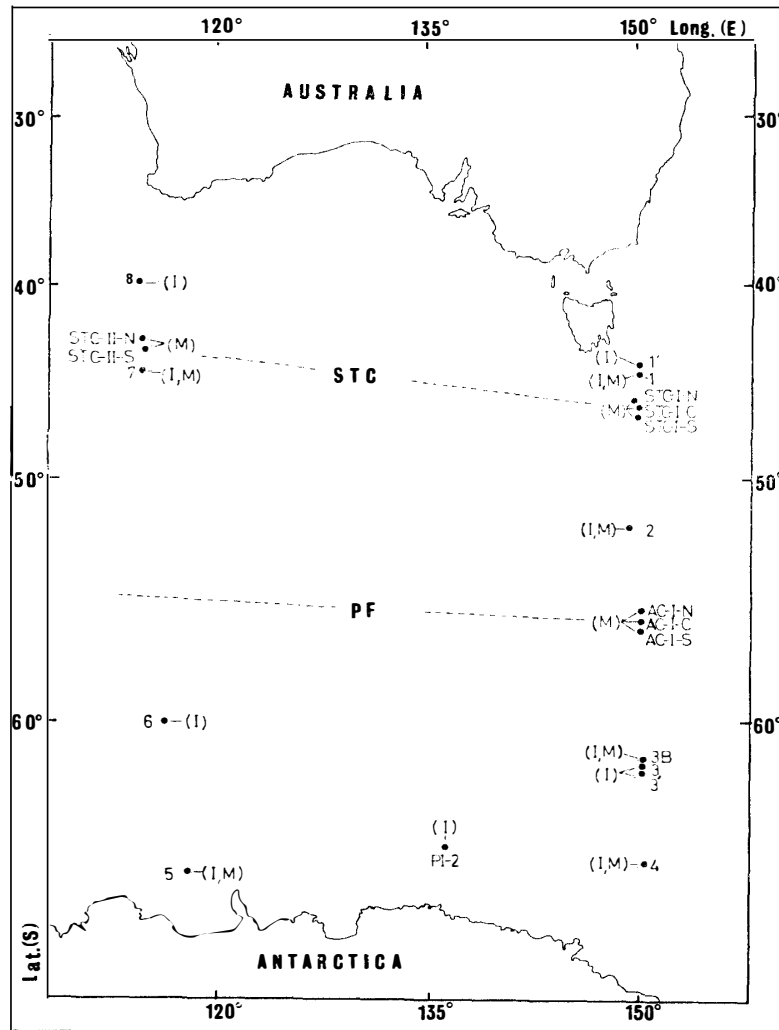 120° 135° 150° Long. (E)
AUSTRALIA
30° 30°
40° 40°
8 (I)
STC-II-N
STC-II-S
(M)
7 (I,M)
STC
(I) 1'
(I,M) 1
STC-I-N
(M) STC-I-C
STC-I-S
50° 50°
(I,M) 2
PF
AC-I-N
(M) AC-I-C
AC-I-S
60° 60°
6 (I)
(I,M) 3B
(I) 3
3'
(I)
PI-2
5 (I,M)
(I,M) 4
Lat.(S)
ANTARCTICA
120° 135° 150°